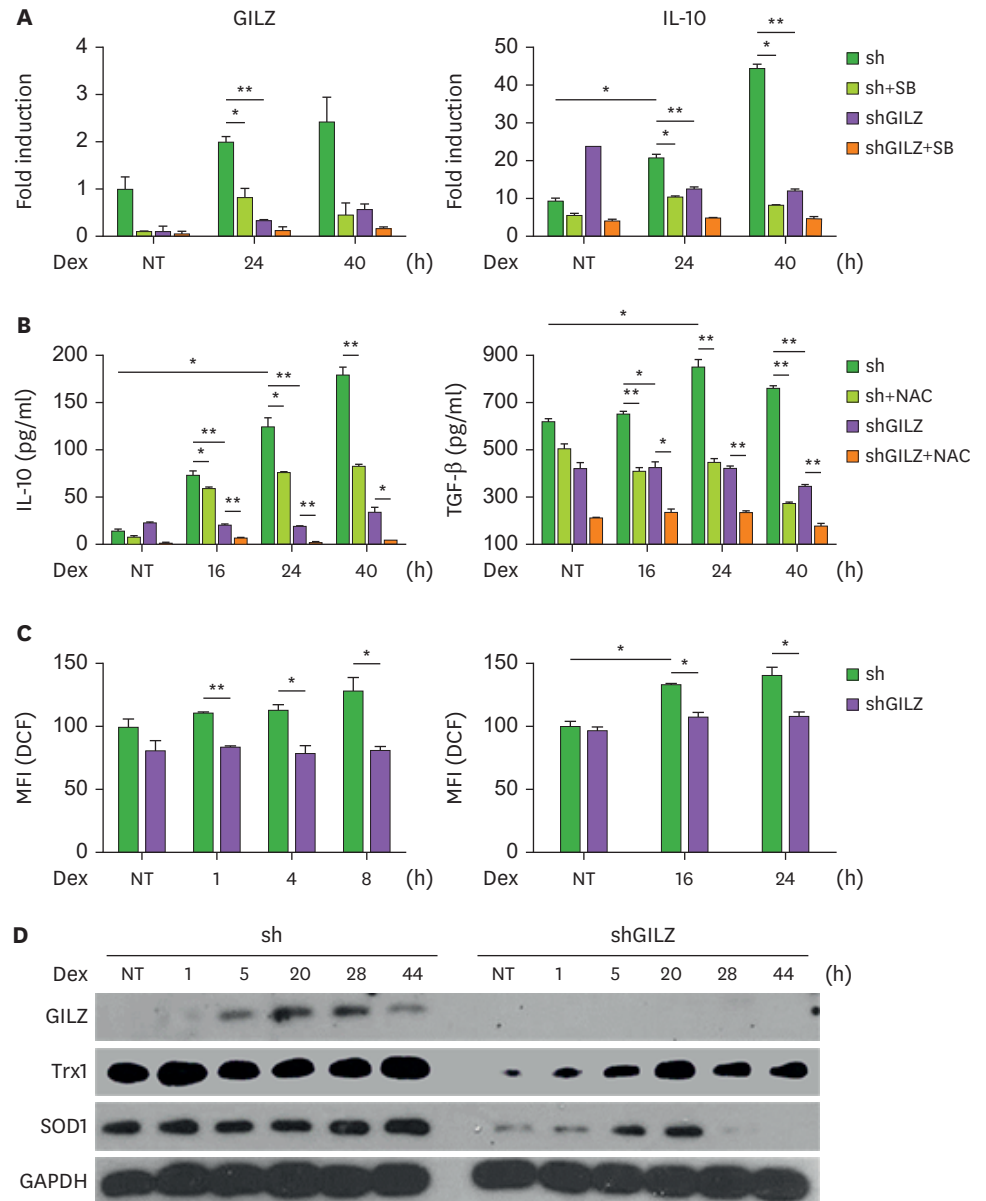 A
GILZ
IL-10
Fold induction
4
3
2
1
0
**
*
Dex
NT
24
40
(h)
Fold induction
50
40
30
20
10
0
*
**
*
**
*
Dex
NT
24
40
(h)
sh
sh+SB
shGILZ
shGILZ+SB
B
IL-10 (pg/ml)
200
150
100
50
0
*
**
*
**
**
*
**
**
*
Dex
NT
16
24
40
(h)
TGF-β (pg/ml)
900
700
500
300
100
*
*
**
*
**
**
**
**
**
Dex
NT
16
24
40
(h)
sh
sh+NAC
shGILZ
shGILZ+NAC
C
MFI (DCF)
150
100
50
0
**
*
*
Dex
NT
1
4
8
(h)
MFI (DCF)
150
100
50
0
*
*
*
Dex
NT
16
24
(h)
sh
shGILZ
D
sh
shGILZ
Dex NT 1 5 20 28 44 NT 1 5 20 28 44 (h)
GILZ
Trx1
SOD1
GAPDH